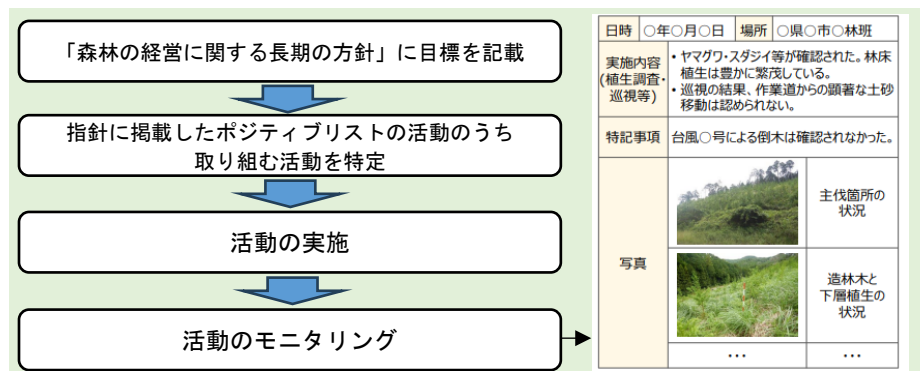 「森林の経営に関する長期の方針」に目標を記載
指針に掲載したポジティブリストの活動のうち
取り組む活動を特定
活動の実施
活動のモニタリング
日時 ○年○月○日 場所 ○県○市○林班
実施内容
(植生調査・
巡視等)
・ヤマグワ・スダジイ等が確認された。林床
植生は豊かに繁茂している。
・巡視の結果、作業道からの顕著な土砂
移動は認められない。
特記事項 台風○号による倒木は確認されなかった。
写真
主伐箇所の
状況
造林木と
下層植生の
状況
… …